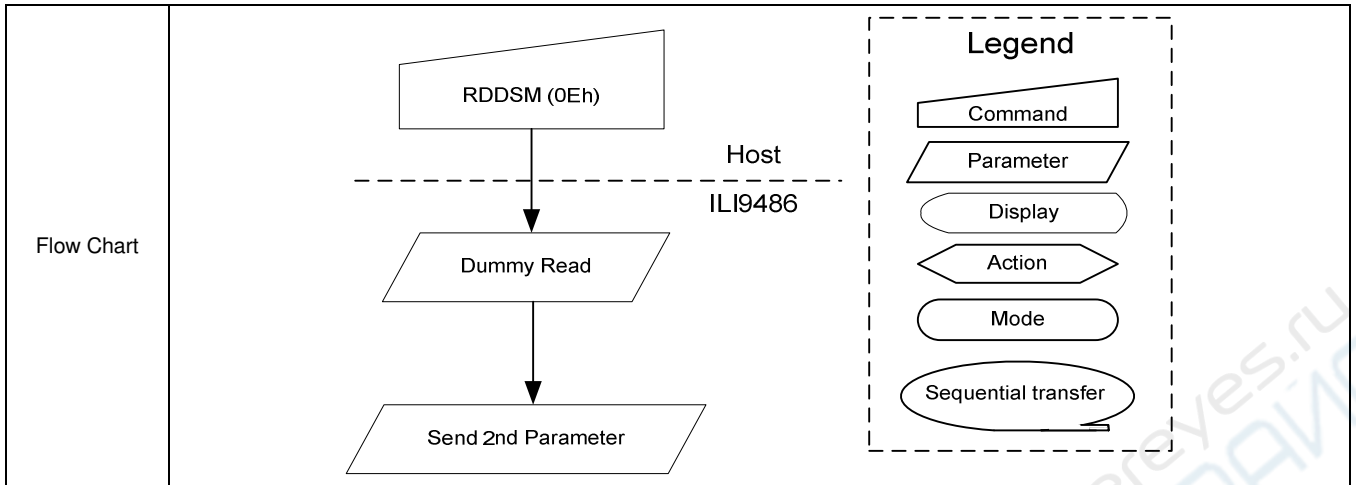 Flow Chart
RDDSM (0Eh)
Host
ILI9486
Dummy Read
Send 2nd Parameter
Legend
Command
Parameter
Display
Action
Mode
Sequential transfer